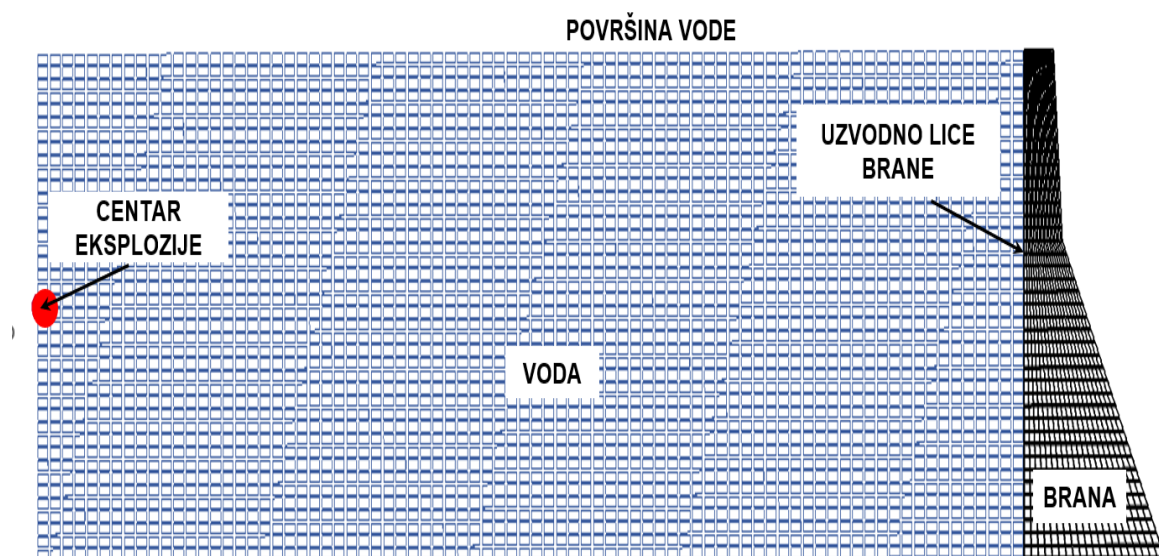 POVRŠINA VODE
UZVODNO LICE
BRANE
CENTAR
EKSPLOZIJE
VODA
BRANA